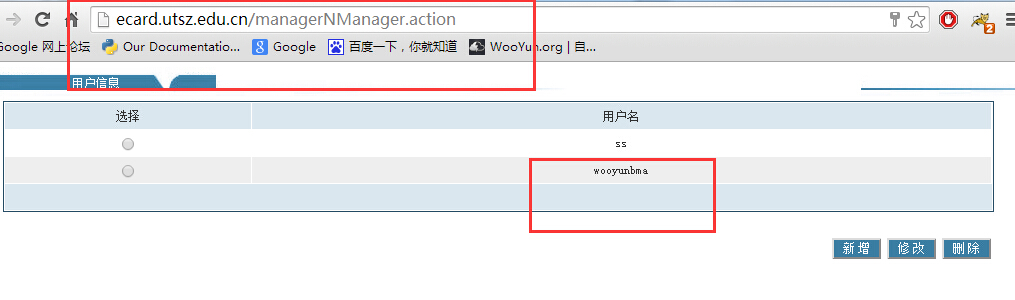 ecard.utsz.edu.cn/managerNManager.action
Google 网上论坛 Our Documentatio... Google 百度一下，你就知道 WooYun.org | 自...
用户信息
选择 用户名
ss
wooyunbma
新增 修改 删除
2